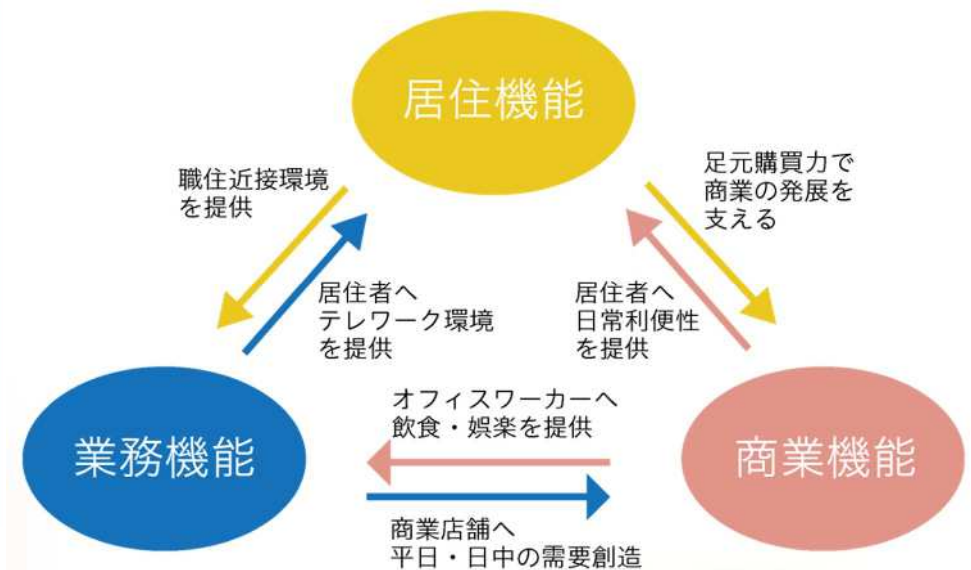 居住機能
職住近接環境
を提供
足元購買力で
商業の発展を
支える
居住者へ
テレワーク環境
を提供
居住者へ
日常利便性
を提供
オフィスワーカーへ
飲食・娯楽を提供
業務機能
商業機能
商業店舗へ
平日・日中の需要創造